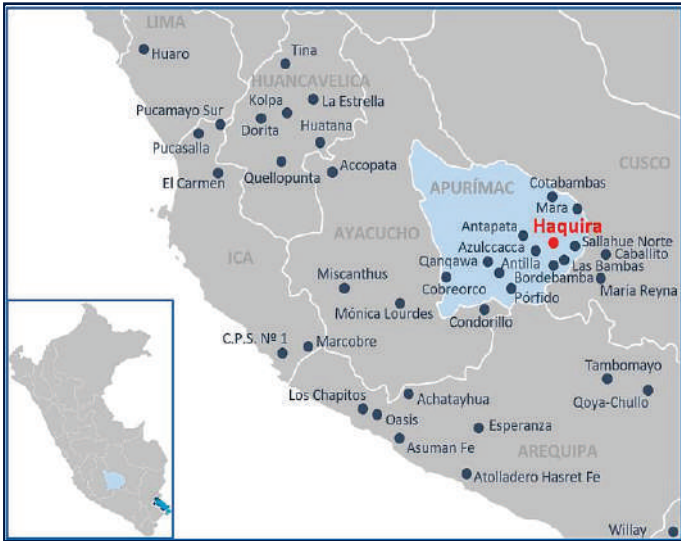 LIMA
Huaro
Tina
HUANCAVELICA
Kolpa
La Estrella
Pucamayo Sur
Dorita
Huatana
Pucasalla
El Carmen
Quellopunta
Accopata
CUSCO
APURÍMAC
Cotabambas
Mara
Haquira
Antapata
Sallahue Norte
AYACUCHO
Azulccacca
Caballito
ICA
Qanqawa
Antilla
Las Bambas
Miscanthus
Cobreorco
Bordebamba
María Reyna
Pórfido
Mónica Lourdes
Condorillo
C.P.S. Nº 1
Marcobre
Tambomayo
Los Chapitos
Achatayhua
Qoya-Chullo
Oasis
Esperanza
Asuman Fe
AREQUIPA
Atolladero Hasret Fe
Willay